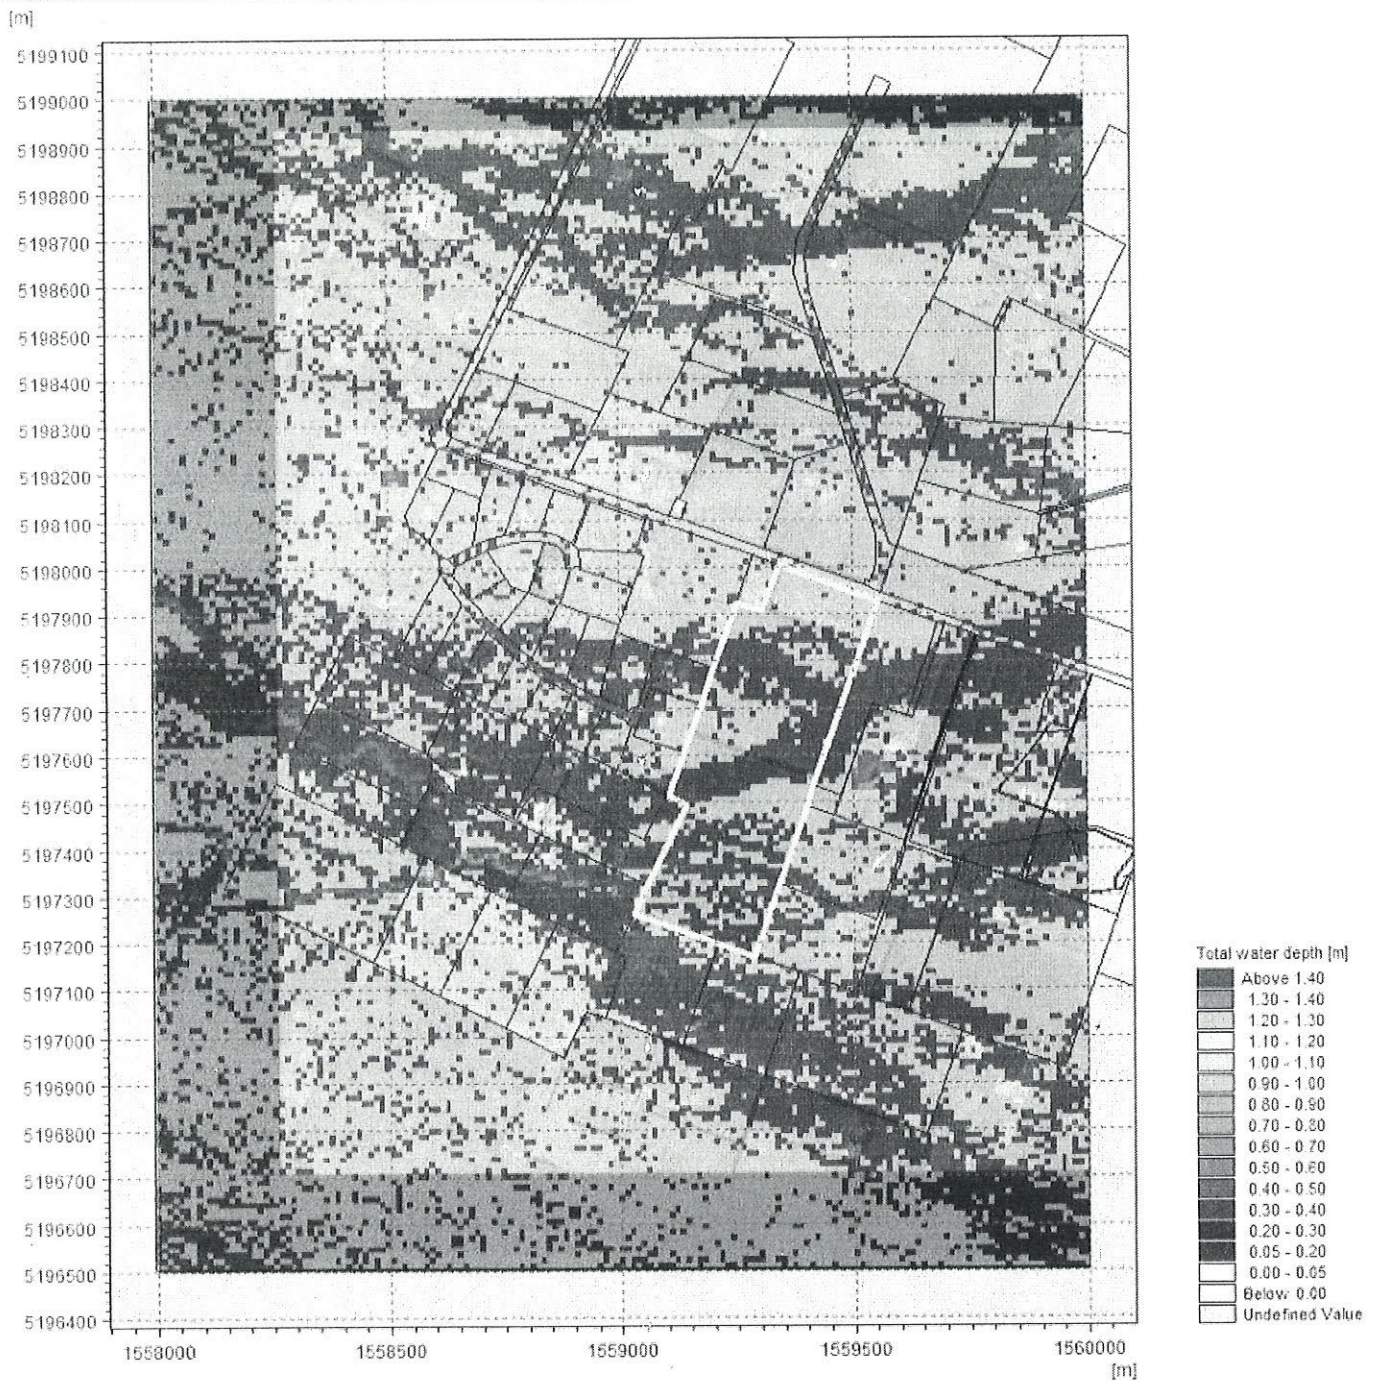 [m]
5199100
5199000
5198900
5198800
5198700
5198600
5198500
5198400
5198300
5198200
5198100
5198000
5197900
5197800
5197700
5197600
5197500
5197400
5197300
5197200
5197100
5197000
5196900
5196800
5196700
5196600
5196500
5196400
1558000 1558500 1559000 1559500 1560000
[m]
Total water depth [m]
Above 1.40
1.30 - 1.40
1.20 - 1.30
1.10 - 1.20
1.00 - 1.10
0.90 - 1.00
0.80 - 0.90
0.70 - 0.80
0.60 - 0.70
0.50 - 0.60
0.40 - 0.50
0.30 - 0.40
0.20 - 0.30
0.05 - 0.20
0.00 - 0.05
Below 0.00
Undefined Value